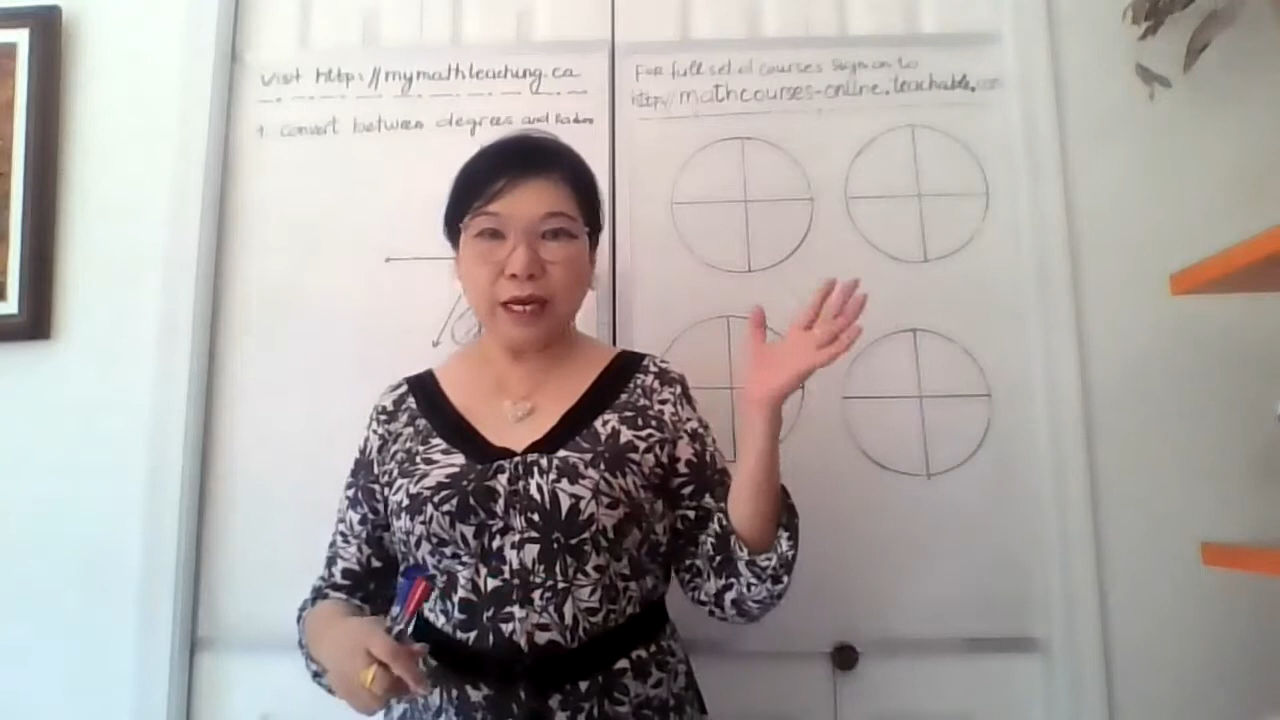 Visit http://mymathteaching.ca
1. convert between degrees and Radians
For full set of courses sign on to
http://mathcourses-online.teachable.com